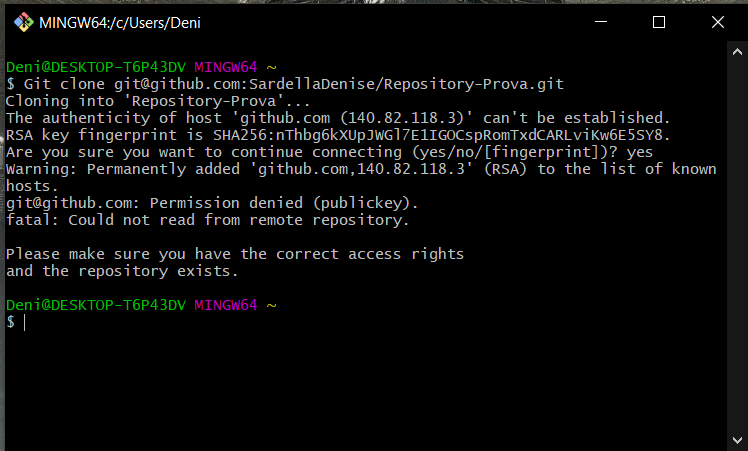 MINGW64:/c/Users/Deni
Deni@DESKTOP-T6P43DV MINGW64 ~
$ Git clone git@github.com:SardellaDenise/Repository-Prova.git
Cloning into 'Repository-Prova'...
The authenticity of host 'github.com (140.82.118.3)' can't be established.
RSA key fingerprint is SHA256:nThbg6kXUpJWGl7E1IGOCspRomTxdCARLviKw6E5SY8.
Are you sure you want to continue connecting (yes/no/[fingerprint])? yes
Warning: Permanently added 'github.com,140.82.118.3' (RSA) to the list of known
hosts.
git@github.com: Permission denied (publickey).
fatal: Could not read from remote repository.
Please make sure you have the correct access rights
and the repository exists.
Deni@DESKTOP-T6P43DV MINGW64 ~
$